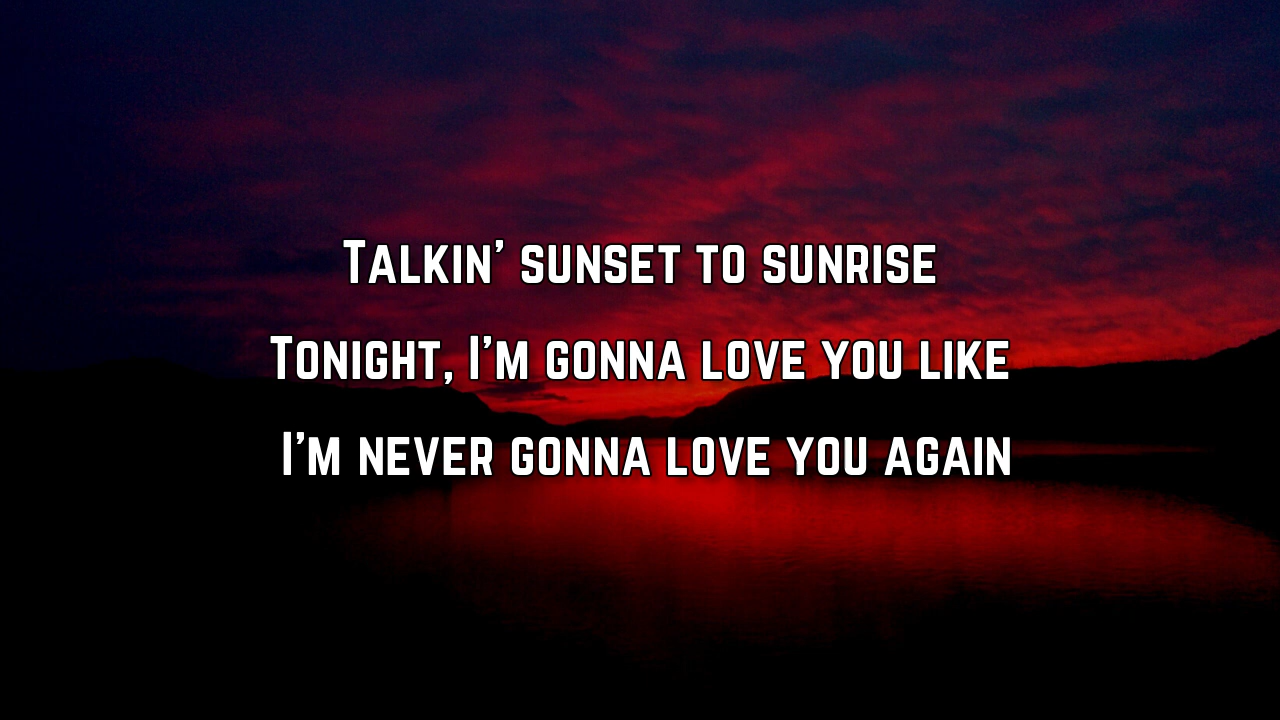 Talkin' sunset to sunrise
Tonight, I'm gonna love you like
I'm never gonna love you again